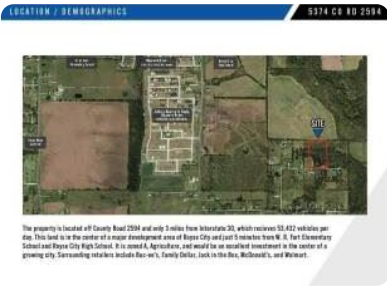 LOCATION / DEMOGRAPHICS
5374 CO RD 2594
SITE
The property is located off County Road 2594 and only 3 miles from Interstate 30, which recieves 53,432 vehicles per
day. This land is in the center of a major development area of Royse City and just 5 minutes from W. R. Fort Elementary
School and Royse City High School. It is zoned A, Agriculture, and would be an excellent investment in the center of a
growing city. Surrounding retailers include Buc-ee's, Family Dollar, Jack in the Box, McDonald's, and Walmart.